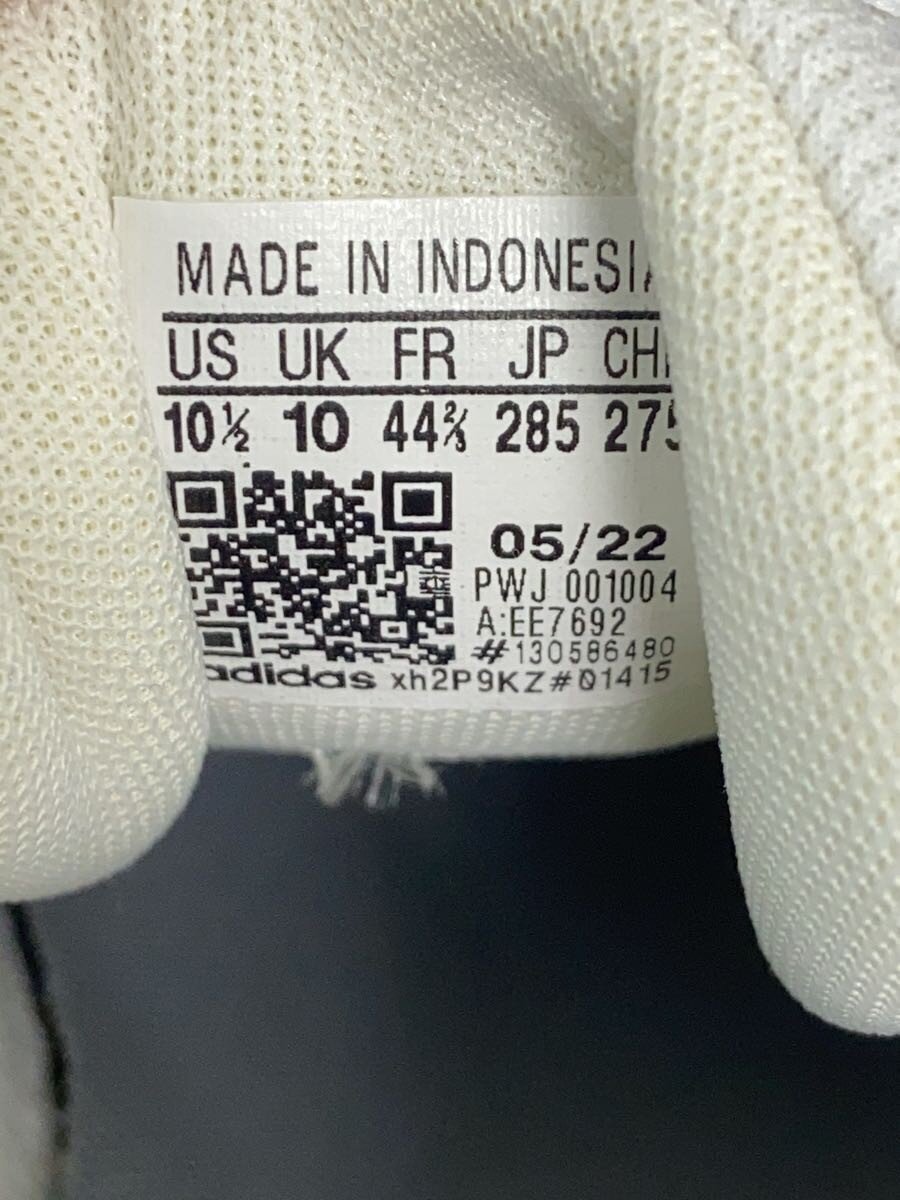 MADE IN INDONESIA
US UK FR JP CHN
10½ 10 44⅔ 285 275
05/22
PWJ 001004
A:EE7692
#130586480
adidas xh2P9KZ#01415